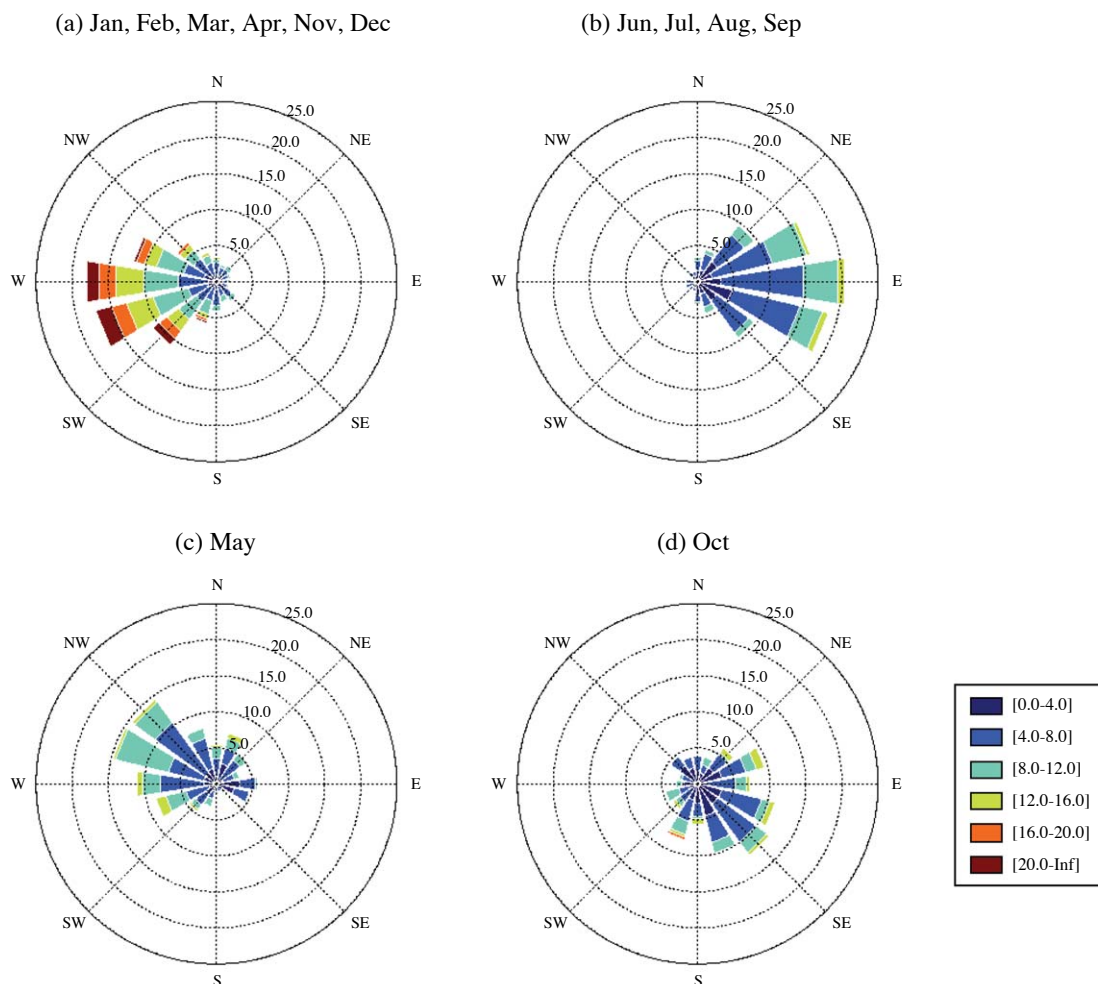 (a) Jan, Feb, Mar, Apr, Nov, Dec
N
NE
E
SE
S
SW
W
NW
25.0
20.0
15.0
10.0
5.0
(b) Jun, Jul, Aug, Sep
N
NE
E
SE
S
SW
W
NW
25.0
20.0
15.0
10.0
5.0
(c) May
N
NE
E
SE
S
SW
W
NW
25.0
20.0
15.0
10.0
5.0
(d) Oct
N
NE
E
SE
S
SW
W
NW
25.0
20.0
15.0
10.0
5.0
[0.0-4.0]
[4.0-8.0]
[8.0-12.0]
[12.0-16.0]
[16.0-20.0]
[20.0-Inf]